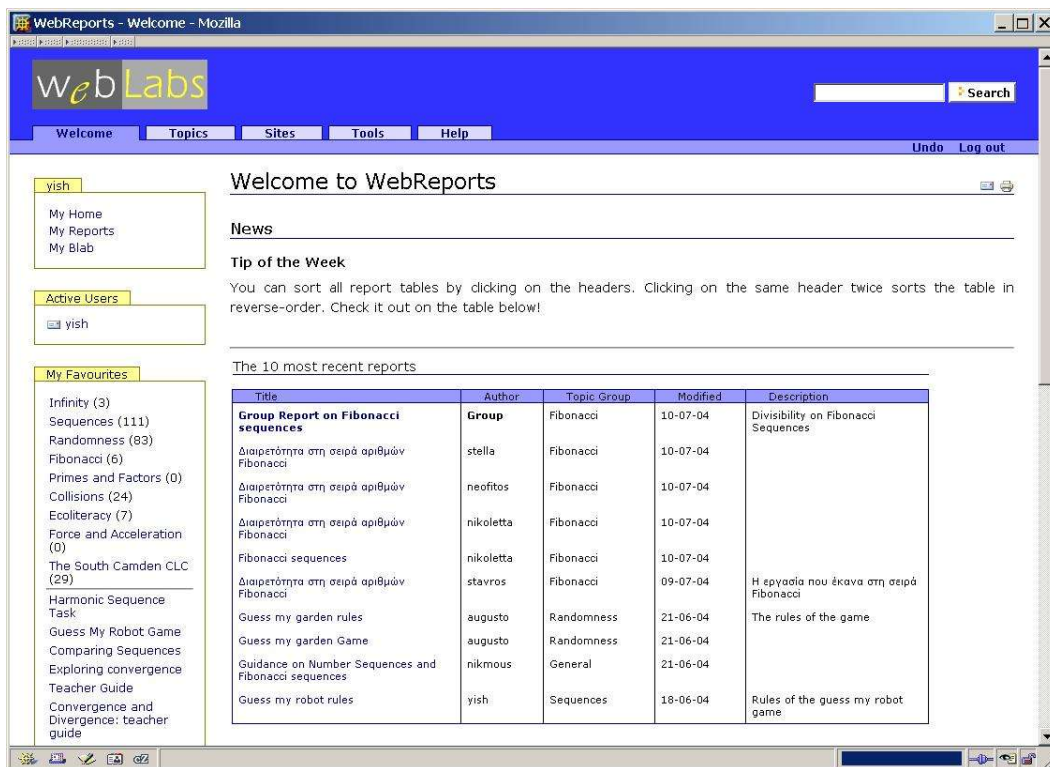 WebReports - Welcome - Mozilla
WebLabs
Search
Welcome Topics Sites Tools Help
Undo Log out
yish
My Home
My Reports
My Blab
Active Users
yish
My Favourites
Infinity (3)
Sequences (111)
Randomness (83)
Fibonacci (6)
Primes and Factors (0)
Collisions (24)
Ecoliteracy (7)
Force and Acceleration
(0)
The South Camden CLC
(29)
Harmonic Sequence
Task
Guess My Robot Game
Comparing Sequences
Exploring convergence
Teacher Guide
Convergence and
Divergence: teacher
guide
Welcome to WebReports
News
Tip of the Week
You can sort all report tables by clicking on the headers. Clicking on the same header twice sorts the table in
reverse-order. Check it out on the table below!
The 10 most recent reports
Title Author Topic Group Modified Description
Group Report on Fibonacci Group Fibonacci 10-07-04 Divisibility on Fibonacci
sequences Sequences
Διαιρετότητα στη σειρά αριθμών stella Fibonacci 10-07-04
Fibonacci
Διαιρετότητα στη σειρά αριθμών neofitos Fibonacci 10-07-04
Fibonacci
Διαιρετότητα στη σειρά αριθμών nikoletta Fibonacci 10-07-04
Fibonacci
Fibonacci sequences nikoletta Fibonacci 10-07-04
Διαιρετότητα στη σειρά αριθμών stavros Fibonacci 09-07-04 Η εργασία που έκανα στη σειρά
Fibonacci Fibonacci
Guess my garden rules augusto Randomness 21-06-04 The rules of the game
Guess my garden Game augusto Randomness 21-06-04
Guidance on Number Sequences and nikmous General 21-06-04
Fibonacci sequences
Guess my robot rules yish Sequences 18-06-04 Rules of the guess my robot
game